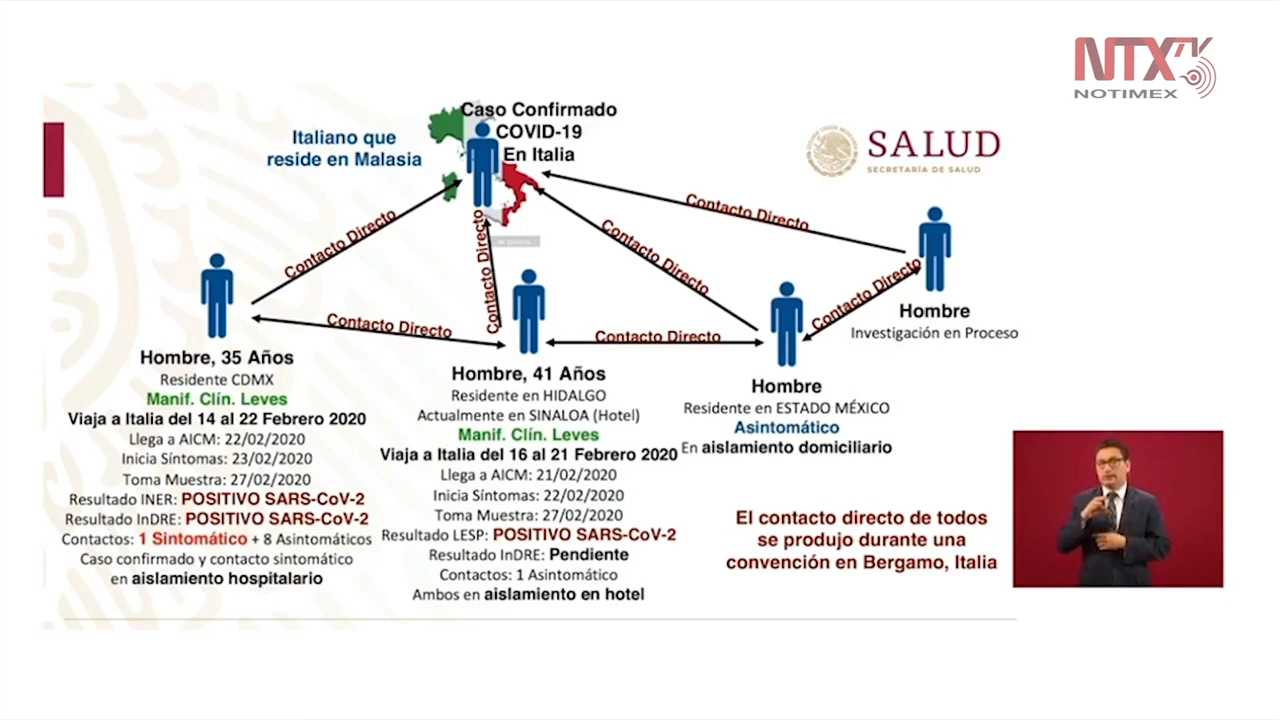 NTX TV
NOTIMEX
Caso Confirmado
COVID-19
En Italia
Italiano que
reside en Malasia
SALUD
SECRETARÍA DE SALUD
Contacto Directo
Contacto Directo
Contacto Directo
Contacto Directo
Contacto Directo
Contacto Directo
Contacto Directo
Hombre
Investigación en Proceso
Hombre, 35 Años
Residente CDMX
Manif. Clín. Leves
Viaja a Italia del 14 al 22 Febrero 2020
Llega a AICM: 22/02/2020
Inicia Síntomas: 23/02/2020
Toma Muestra: 27/02/2020
Resultado INER: POSITIVO SARS-CoV-2
Resultado InDRE: POSITIVO SARS-CoV-2
Contactos: 1 Sintomático + 8 Asintomáticos
Caso confirmado y contacto sintomático
en aislamiento hospitalario
Hombre, 41 Años
Residente en HIDALGO
Actualmente en SINALOA (Hotel)
Manif. Clín. Leves
Viaja a Italia del 16 al 21 Febrero 2020
Llega a AICM: 21/02/2020
Inicia Síntomas: 22/02/2020
Toma Muestra: 27/02/2020
Resultado LESP: POSITIVO SARS-CoV-2
Resultado InDRE: Pendiente
Contactos: 1 Asintomático
Ambos en aislamiento en hotel
Hombre
Residente en ESTADO MÉXICO
Asintomático
En aislamiento domiciliario
El contacto directo de todos
se produjo durante una
convención en Bergamo, Italia